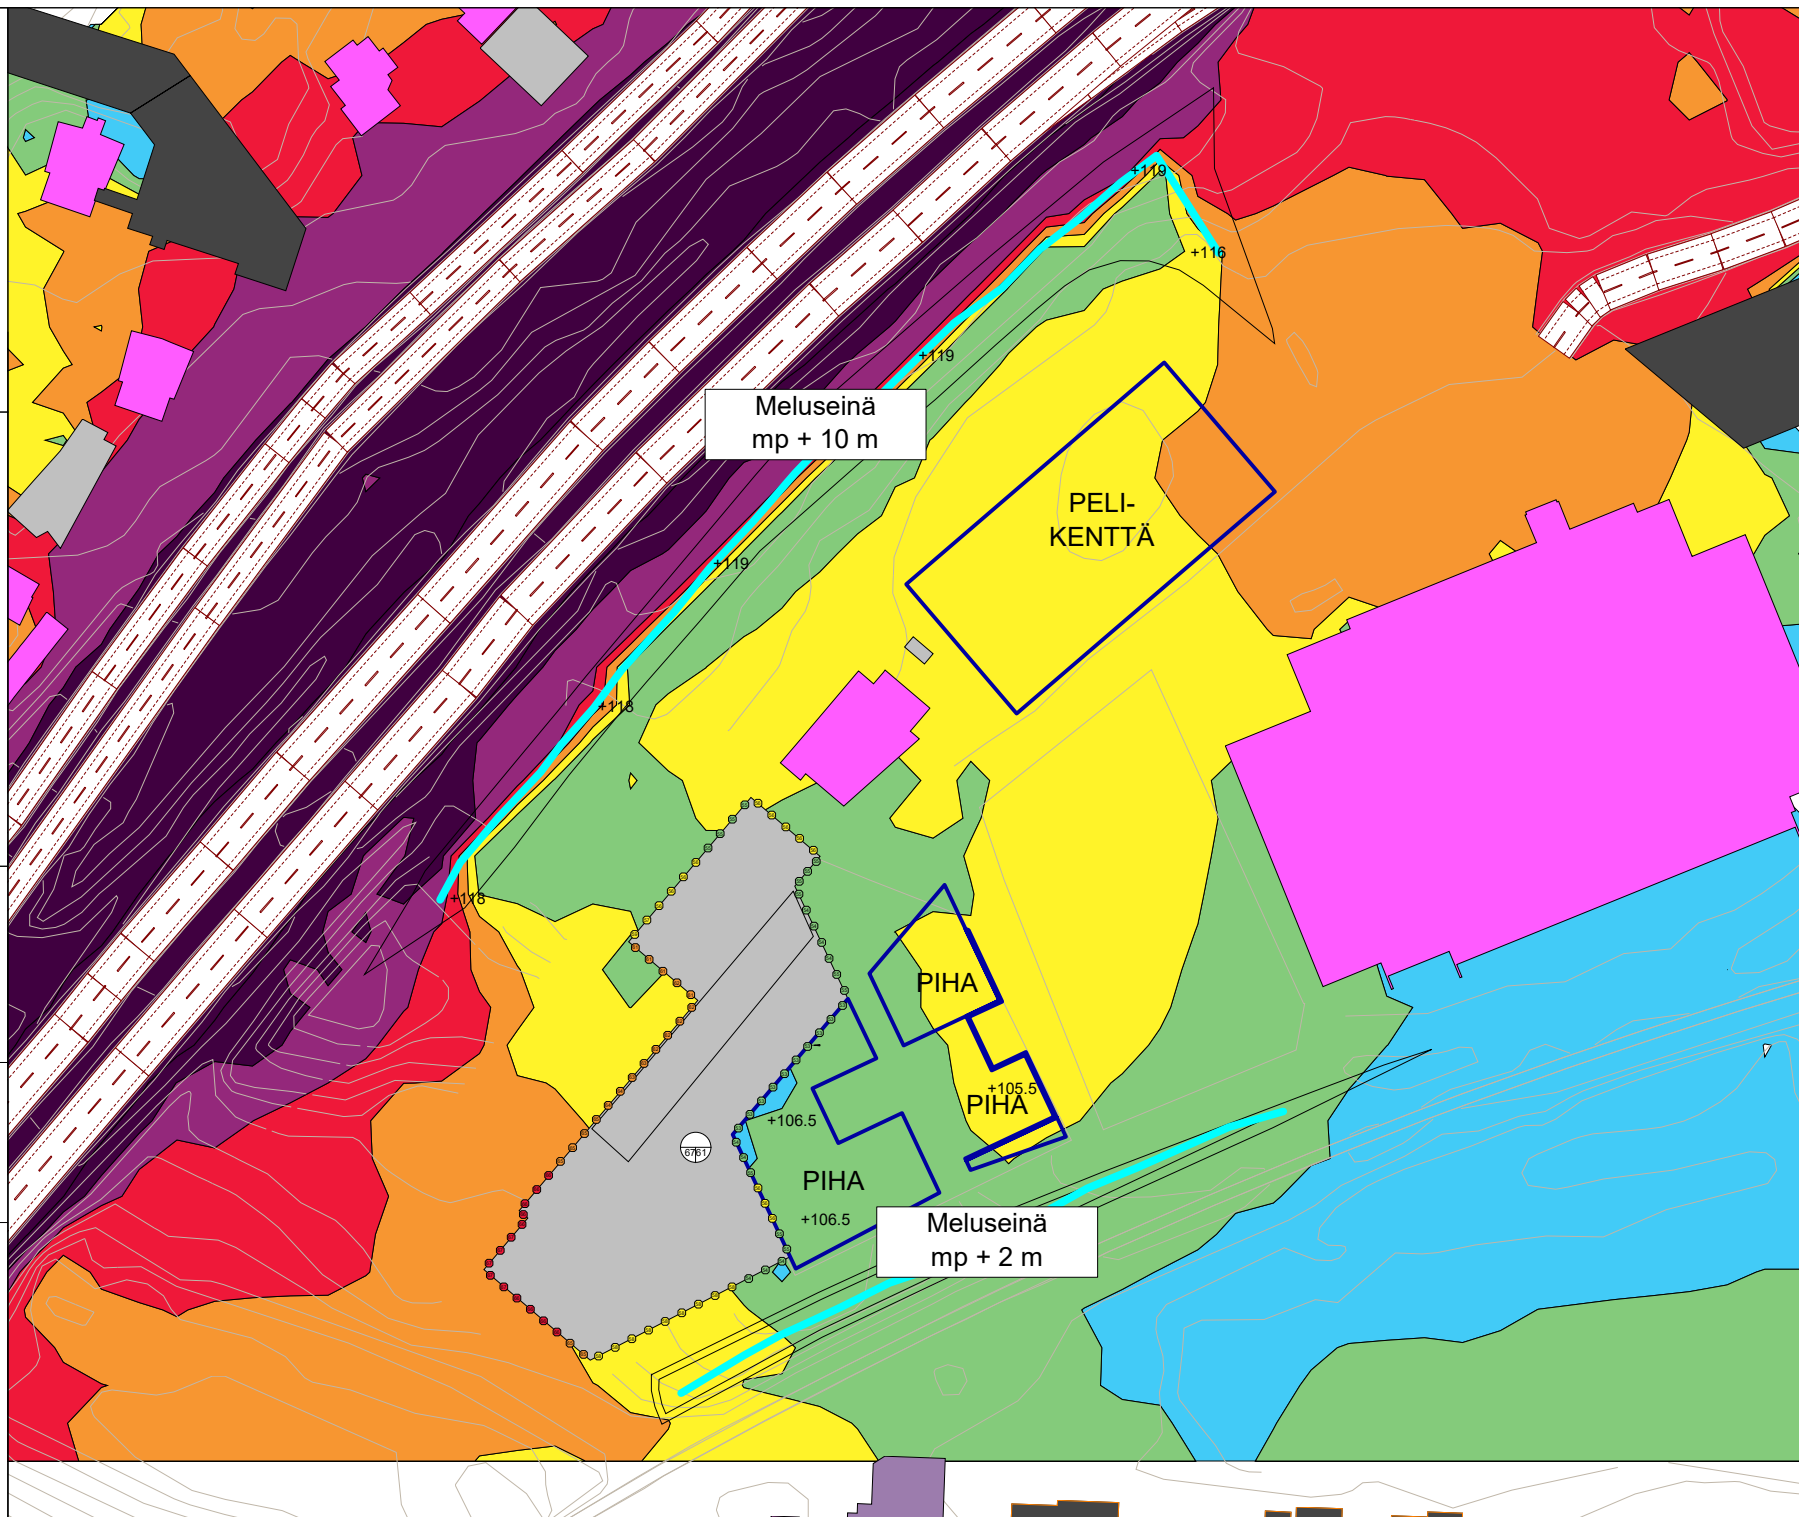 +119
+116
+119
Meluseinä
mp + 10 m
PELI-
KENTTÄ
+119
+118
+118
PIHA
+105.5
PIHA
+106.5
6761
PIHA
+106.5
Meluseinä
mp + 2 m